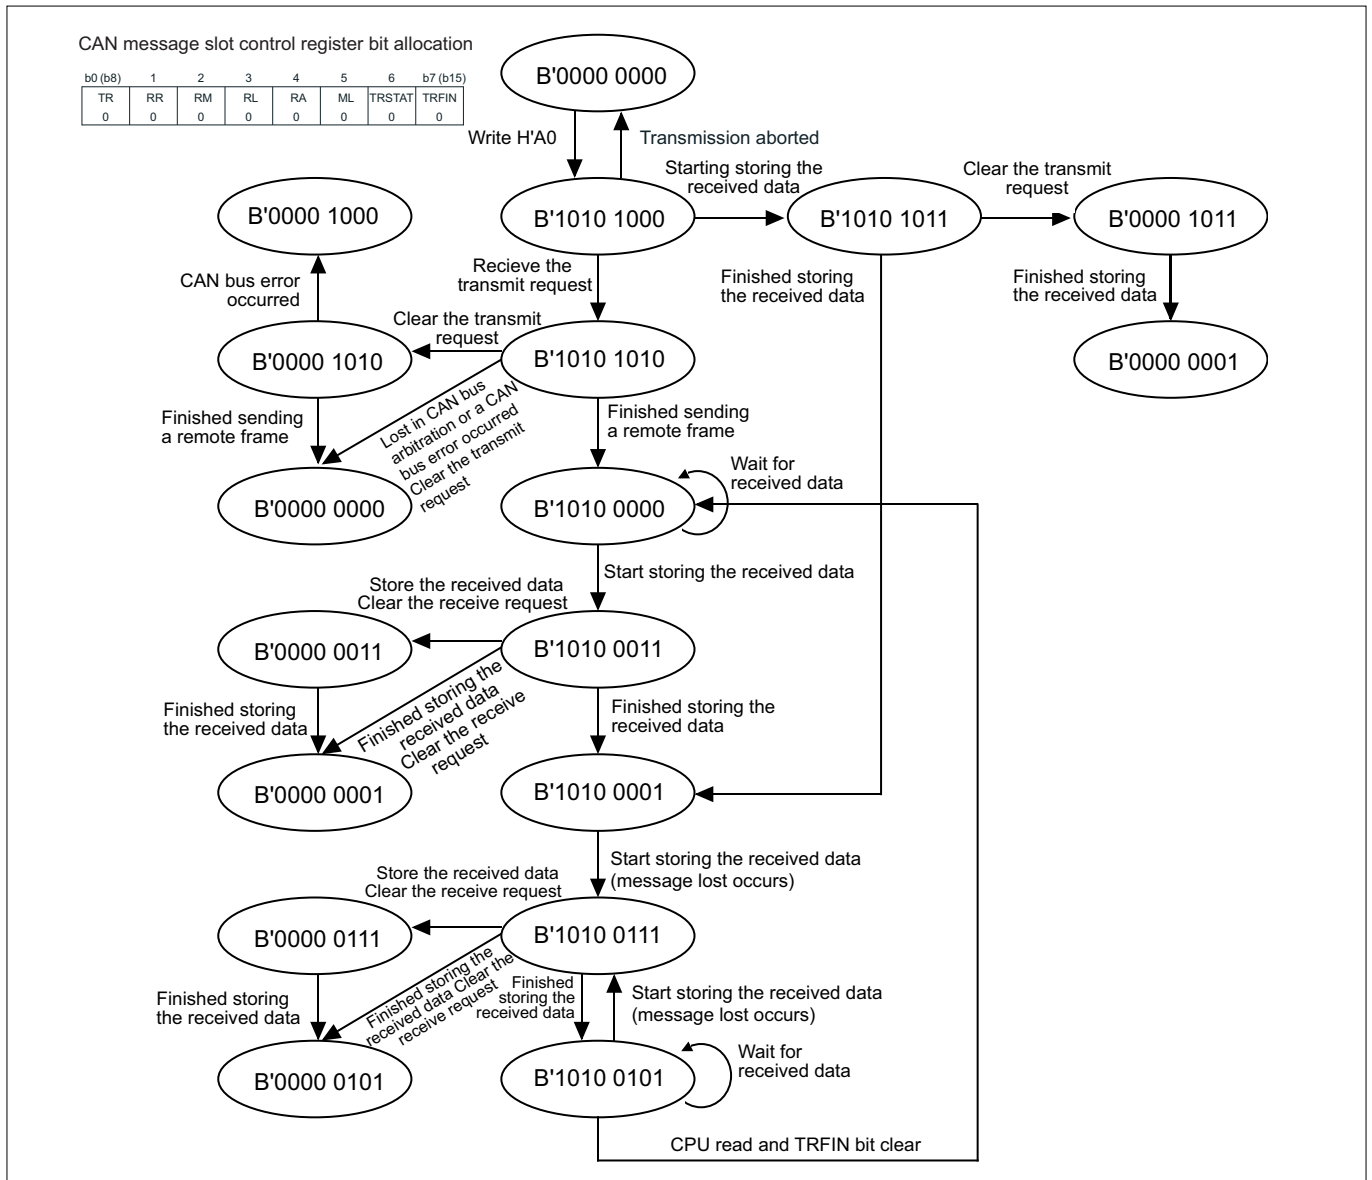 CAN message slot control register bit allocation
b0 (b8) 1 2 3 4 5 6 b7 (b15)
TR RR RM RL RA ML TRSTAT TRFIN
0 0 0 0 0 0 0 0
B'0000 0000
Write H'A0
Transmission aborted
Starting storing the
received data
Clear the transmit
request
B'0000 1000
B'1010 1000
B'1010 1011
B'0000 1011
CAN bus error
occurred
Recieve the
transmit request
Finished storing
the received data
Finished storing
the received data
Clear the transmit
request
B'0000 1010
B'1010 1010
B'0000 0001
Finished sending
a remote frame
Lost in CAN bus
arbitration or a CAN
bus error occurred
Clear the transmit
request
Finished sending
a remote frame
Wait for
received data
B'0000 0000
B'1010 0000
Start storing the received data
Store the received data
Clear the receive request
B'0000 0011
B'1010 0011
Finished storing
the received data
Finished storing the
received data
Clear the receive
request
Finished storing the
received data
B'0000 0001
B'1010 0001
Start storing the received data
(message lost occurs)
Store the received data
Clear the receive request
B'0000 0111
B'1010 0111
Finished storing
the received data
Finished storing the
received data Clear the
receive request
Finished
storing the
received data
Start storing the received data
(message lost occurs)
Wait for
received data
B'0000 0101
B'1010 0101
CPU read and TRFIN bit clear